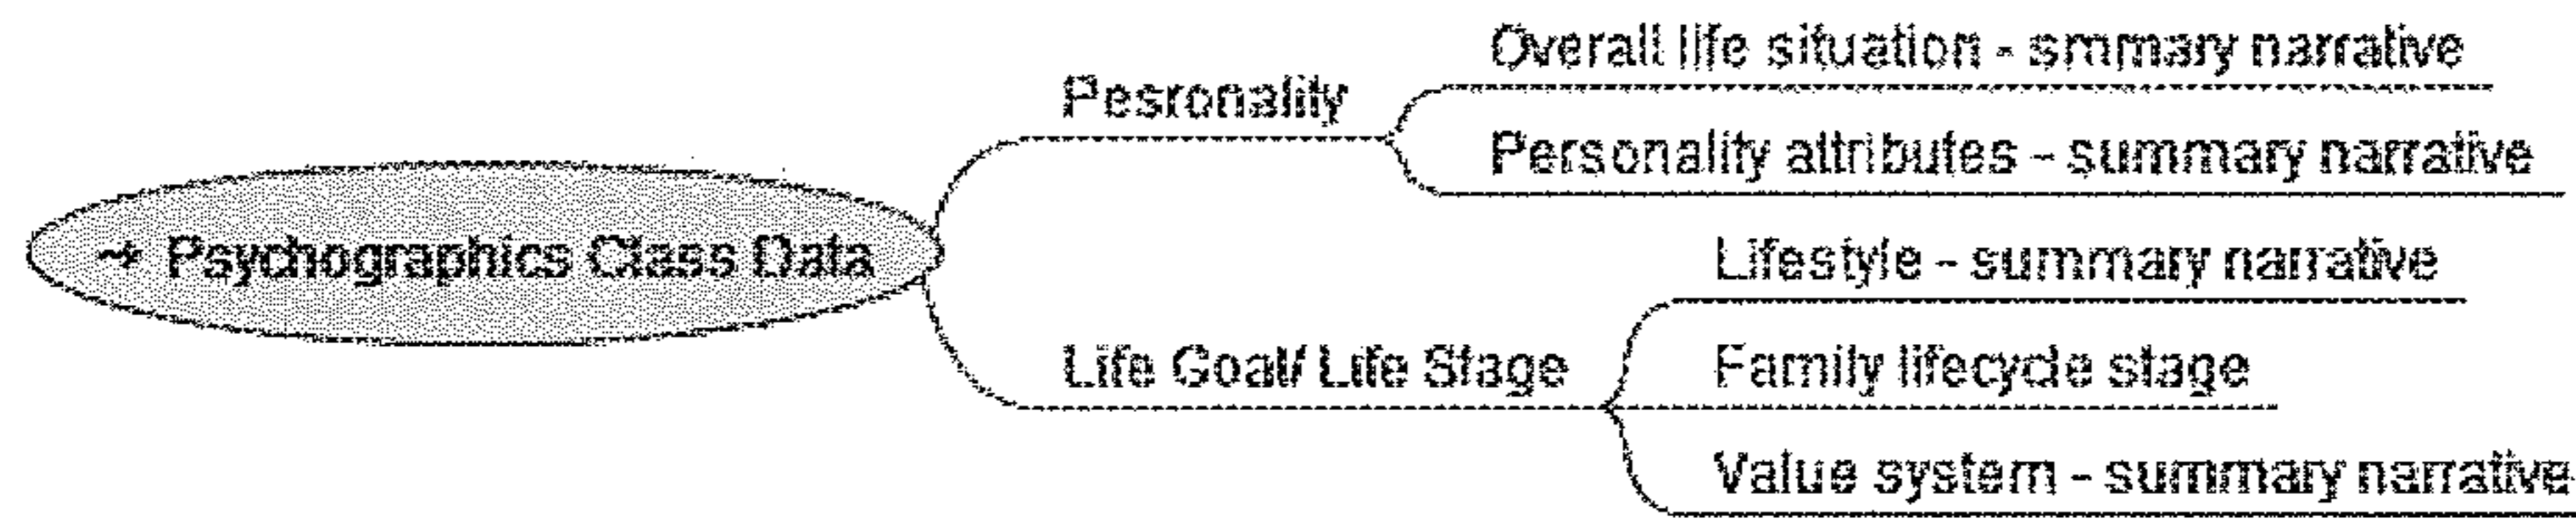 Overall life situation - smmary narrative
Pesronality
Personality attributes - summary narrative
Psychographics Class Data
Lifestyle - summary narrative
Life Goal/ Life Stage
Family lifecycle stage
Value system - summary narrative